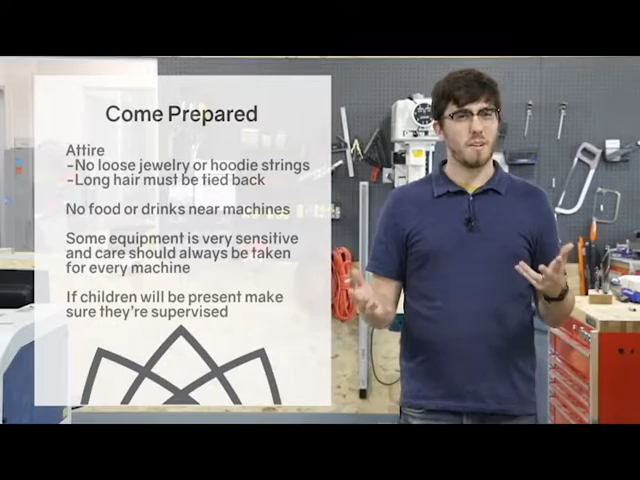 Come Prepared
Attire
-No loose jewelry or hoodie strings
-Long hair must be tied back
No food or drinks near machines
Some equipment is very sensitive
and care should always be taken
for every machine
If children will be present make
sure they're supervised